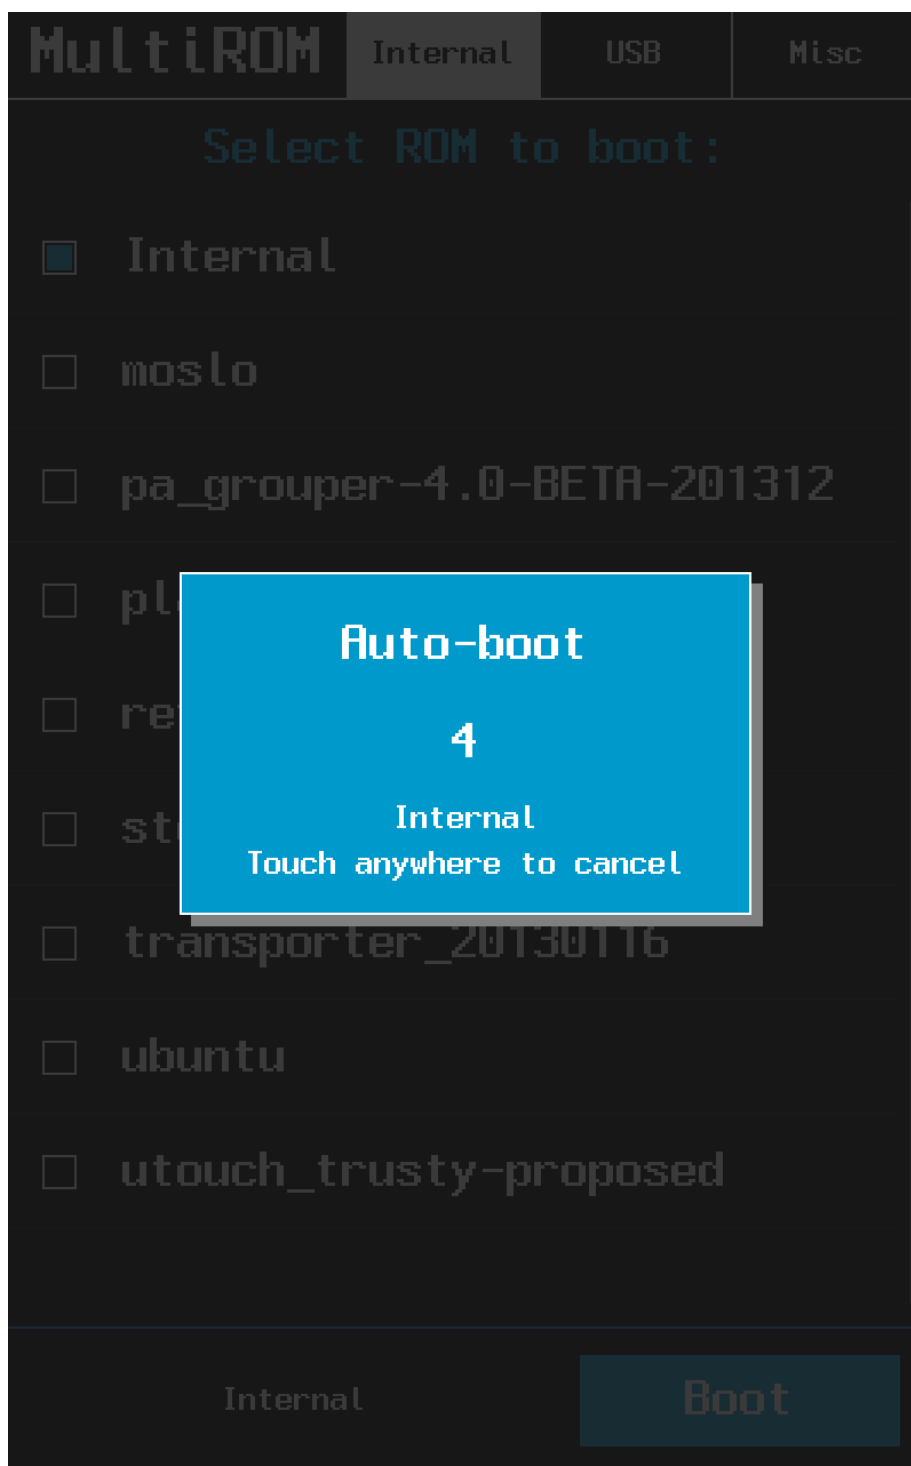 MultiROM Internal USB Misc
Select ROM to boot:
Internal
moslo
pa_grouper-4.0-BETA-201312
Auto-boot
4
Internal
Touch anywhere to cancel
transporter_20130116
ubuntu
utouch_trusty-proposed
Internal Boot